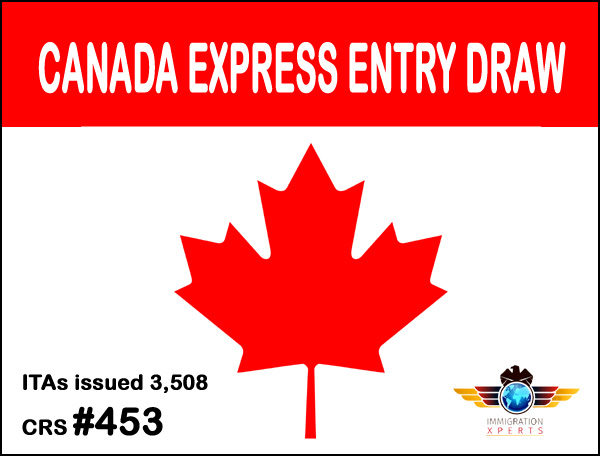 CANADA EXPRESS ENTRY DRAW
ITAs issued 3,508
CRS #453
IMMIGRATION
XPERTS